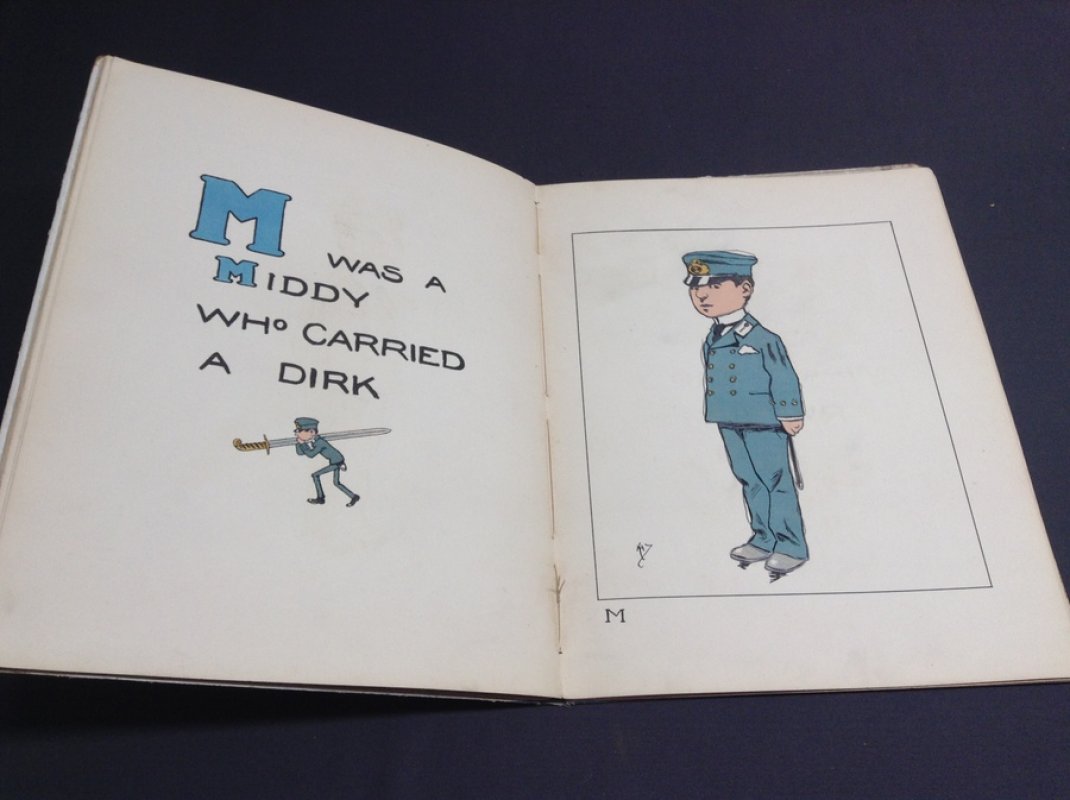 M WAS A
MIDDY
WHO CARRIED
A DIRK
M